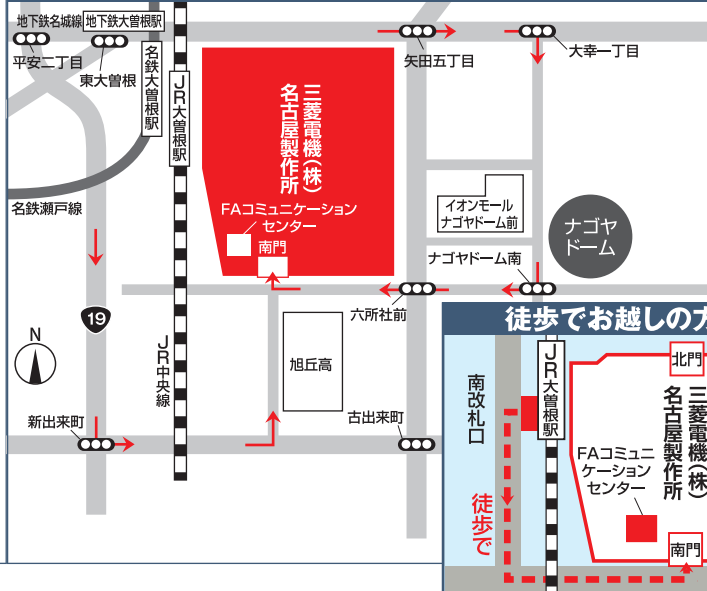 地下鉄名城線
地下鉄大曽根駅
平安二丁目
東大曽根
名鉄大曽根駅
JR大曽根駅
矢田五丁目
大幸一丁目
三菱電機(株)
名古屋製作所
FAコミュニケーション
センター
南門
名鉄瀬戸線
イオンモール
ナゴヤドーム前
ナゴヤ
ドーム
ナゴヤドーム南
六所社前
19
N
JR中央線
旭丘高
新出来町
古出来町
徒歩でお越しの方
JR大曽根駅
南改札口
北門
三菱電機(株)
名古屋製作所
FAコミュニ
ケーション
センター
徒歩で
南門